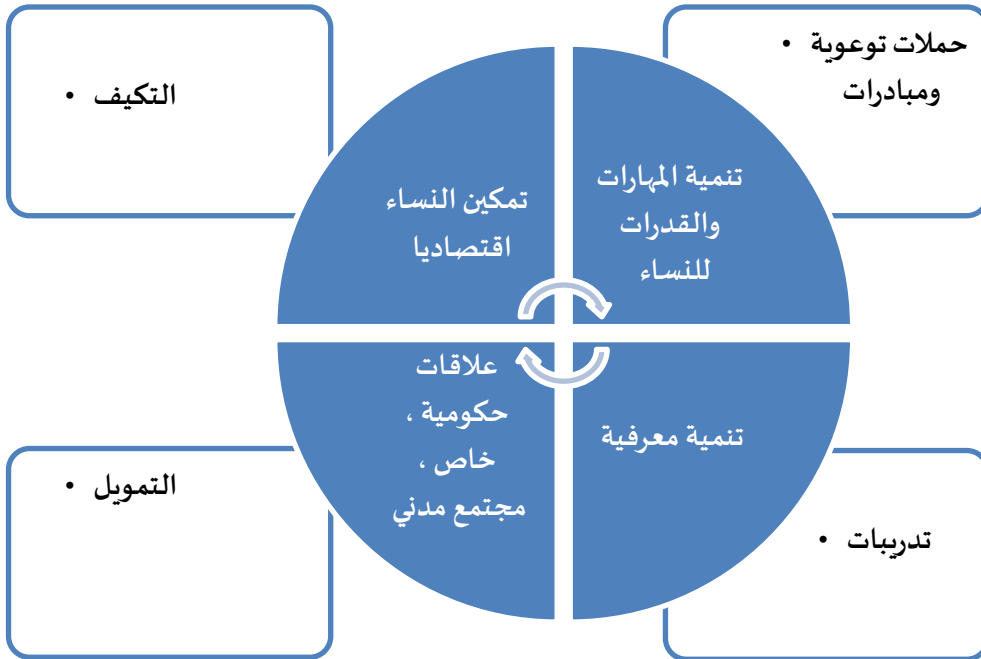 حملات توعوية
ومبادرات
التكيف
تنمية المهارات
والقدرات
للنساء
تمكين النساء
اقتصاديا
علاقات
حكومية ،
خاص ،
مجتمع مدني
تنمية معرفية
تدريبات
التمويل